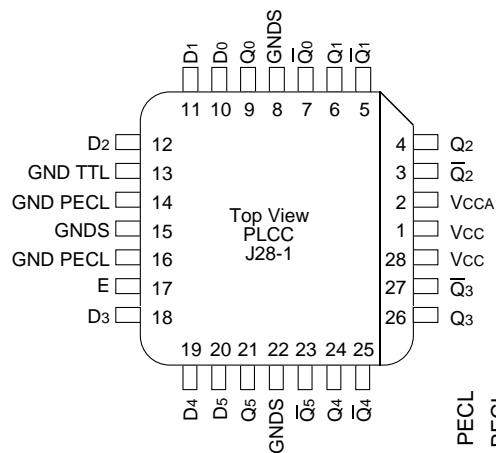 D1 D0 Q0 GNDS Q̅0 Q1 Q̅1
11 10 9 8 7 6 5
D2 12 4 Q2
GND TTL 13 3 Q̅2
GND PECL 14 2 VCCA
GNDS 15 1 VCC
GND PECL 16 28 VCC
E 17 27 Q̅3
D3 18 26 Q3
Top View
PLCC
J28-1
19 20 21 22 23 24 25
D4 D5 Q5 GNDS Q̅5 Q4 Q̅4
PECL